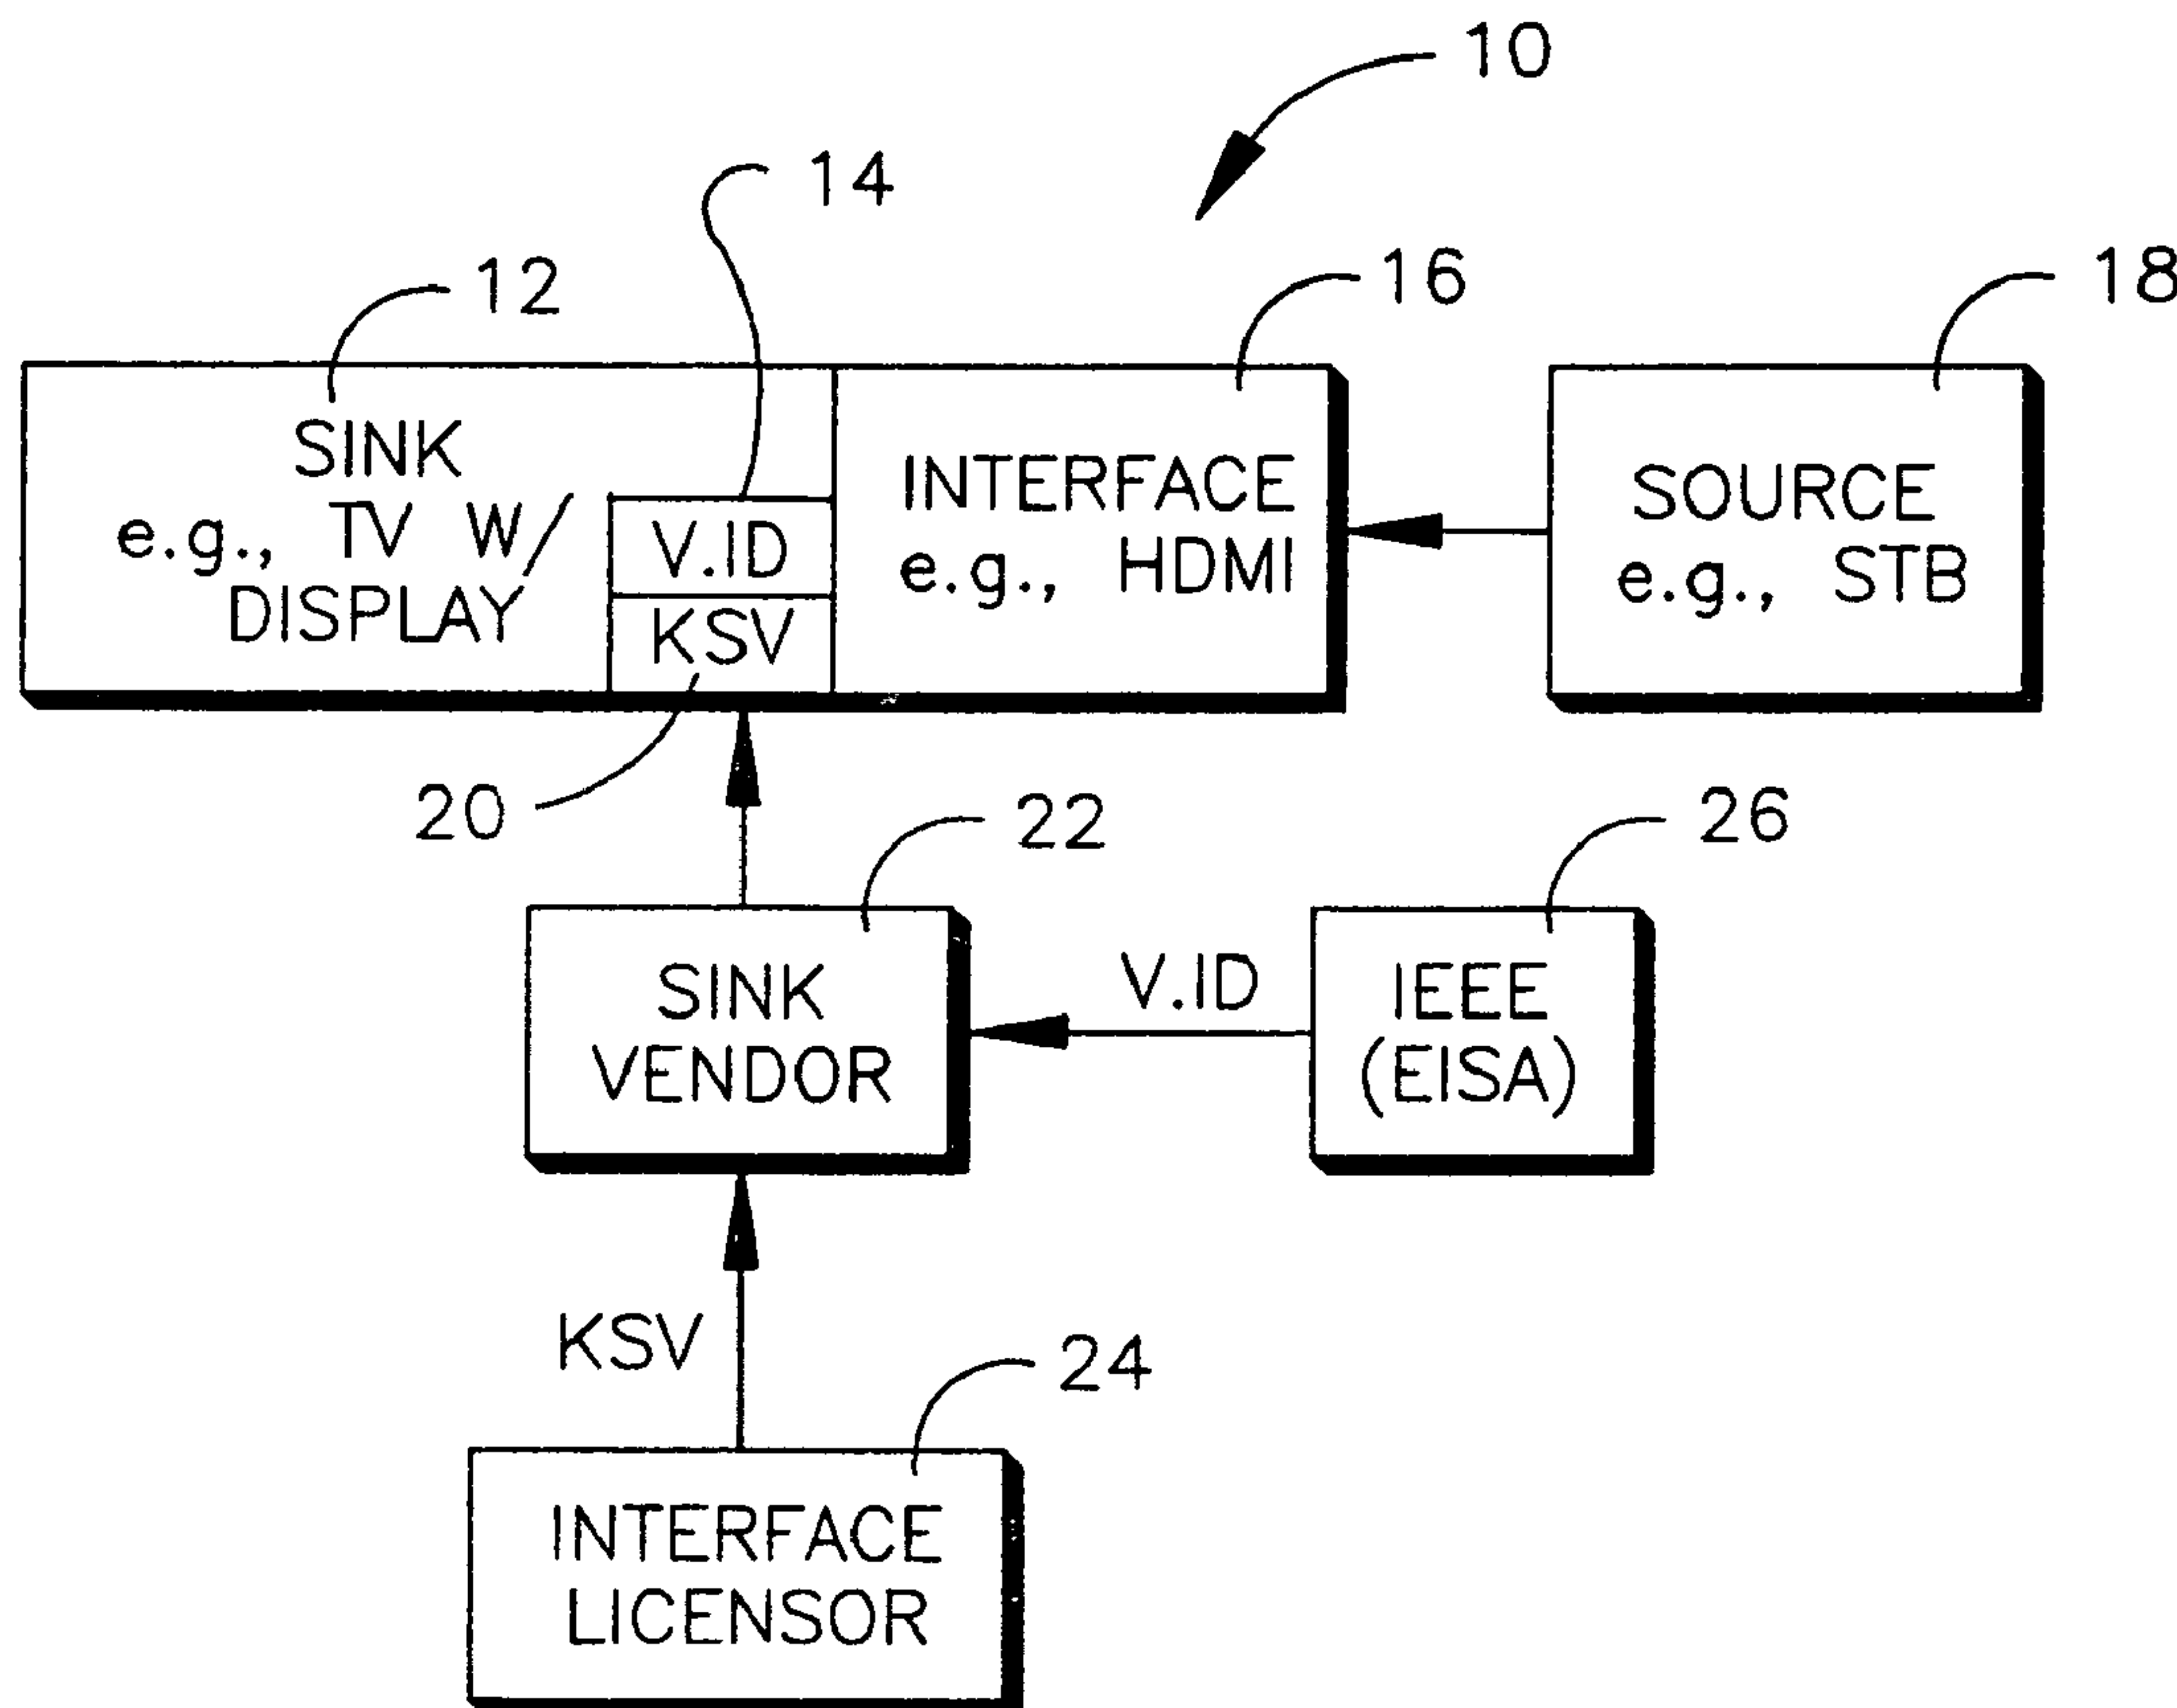 10
14
12
16
18
SINK
e.g., TV W/
DISPLAY
V.ID
KSV
INTERFACE
e.g., HDMI
SOURCE
e.g., STB
20
22
26
SINK
VENDOR
V.ID
IEEE
(EISA)
KSV
24
INTERFACE
LICENSOR